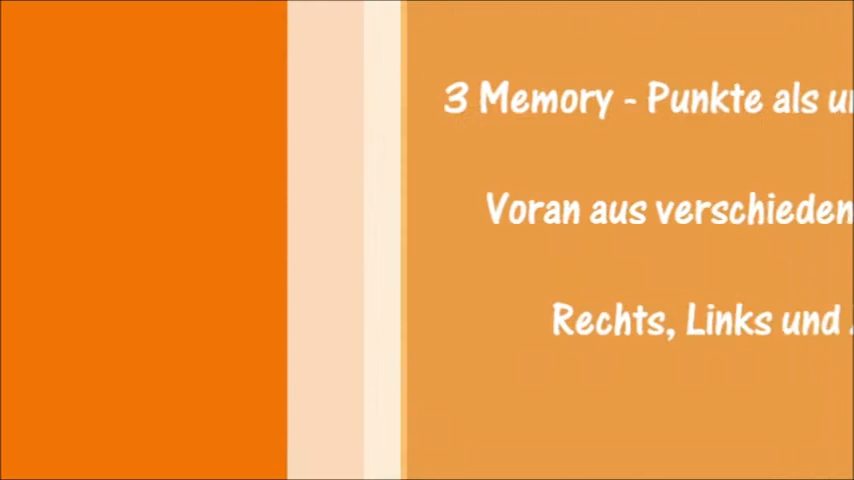 3 Memory - Punkte als
Voran aus verschieden
Rechts, Links und